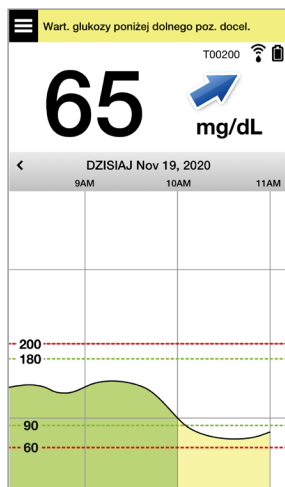 Wart. glukozy poniżej dolnego poz. docel.
T00200
65
mg/dL
DZISIAJ Nov 19, 2020
9AM 10AM 11AM
200
180
90
60